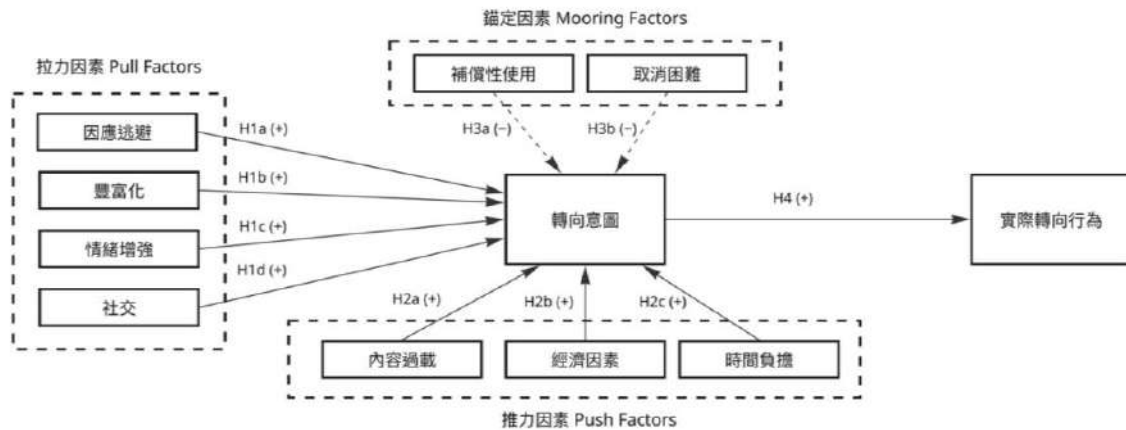 錨定因素 Mooring Factors
補償性使用
取消困難
拉力因素 Pull Factors
因應逃避
豐富化
情緒增強
社交
H1a (+)
H1b (+)
H1c (+)
H1d (+)
H3a (−)
H3b (−)
轉向意圖
H4 (+)
實際轉向行為
H2a (+)
H2b (+)
H2c (+)
內容過載
經濟因素
時間負擔
推力因素 Push Factors